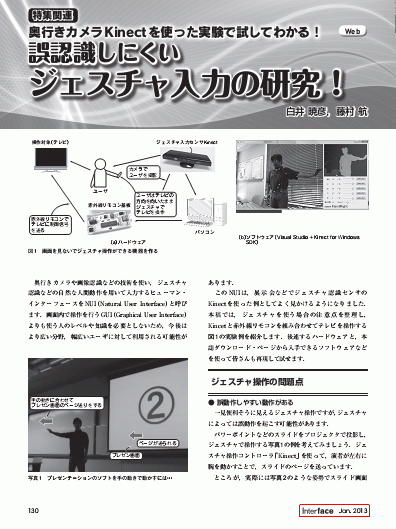 特集関連
奥行きカメラKinectを使った実験で試してわかる！
Web
誤認識しにくい
ジェスチャ入力の研究！
白井 暁彦，藤村 航
操作対象(テレビ)
ジェスチャ入力センサKinect
カメラで
ユーザを撮影
ユーザ
ユーザはテレビの
方向を向いたまま
ジェスチャで
テレビを操作
赤外線リモコン基板
赤外線リモコンで
テレビに制御信号
を送る
パソコン
(a)ハードウェア
(b)ソフトウェア(Visual Studio＋Kinect for Windows
SDK)
図1 画面を見ないでジェスチャ操作ができる機器を作る
奥行きカメラや画像認識などの技術を使い，ジェスチャ
認識などの自然な人間動作を用いて入力するヒューマン・
インターフェースをNUI (Natural User Interface) と呼び
ます．画面内で操作を行うGUI (Graphical User Interface)
よりも使う人のレベルや知識を必要としないため，今後は
より広い分野，幅広いユーザに対して利用される可能性が
あります．
このNUIは，展示会などでジェスチャ認識センサの
Kinectを使った例としてよく見かけるようになりました．
本稿では，ジェスチャを使う場合の注意点を整理し，
Kinectと赤外線リモコンを組み合わせてテレビを操作する
図1の実験例を紹介します．後述するハードウェアと，本
誌ダウンロード・ページから入手できるソフトウェアなど
を使って皆さんも再現して試せます．
ジェスチャ操作の問題点
● 誤動作しやすい動作がある
一見便利そうに見えるジェスチャ操作ですが，ジェスチャ
によっては誤動作を起こす可能性があります．
パワーポイントなどのスライドをプロジェクタで投影し，
ジェスチャで操作する写真1の例を考えてみましょう．ジェ
スチャ操作コントローラ「Kinect」を使って，演者が左右に
腕を動かすことで，スライドのページを送っています．
ところが，実際には写真2のような姿勢でスライド画面
手の動きに合わせて
プレゼン画面のページめくりをする
②
ページが送られる
プレゼン画面
写真1 プレゼンテーションのソフトを手の動きで動かすには…
130
Interface Jan. 2013